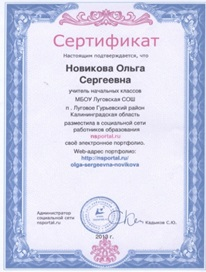 Сертификат
Настоящим подтверждается, что
Новикова Ольга
Сергеевна
учитель начальных классов
МБОУ Луговская СОШ
п. Луговое Гурьевский район
Калининградская область
разместила в социальной сети
работников образования
nsportal.ru
свой электронное портфолио.
Web-адрес портфолио:
http://nsportal.ru/
olga-sergeevna-novikova
Администратор
социальной сети
nsportal.ru
Кадыков С.Ю.